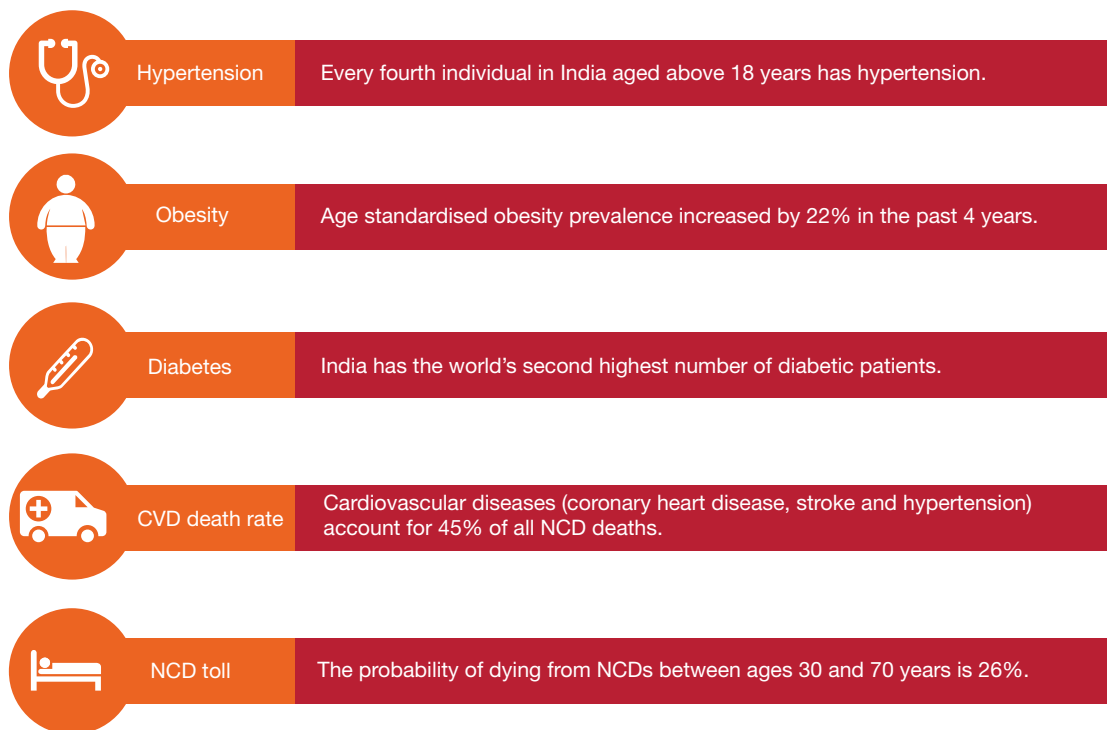 Hypertension
Every fourth individual in India aged above 18 years has hypertension.
Obesity
Age standardised obesity prevalence increased by 22% in the past 4 years.
Diabetes
India has the world’s second highest number of diabetic patients.
CVD death rate
Cardiovascular diseases (coronary heart disease, stroke and hypertension)
account for 45% of all NCD deaths.
NCD toll
The probability of dying from NCDs between ages 30 and 70 years is 26%.